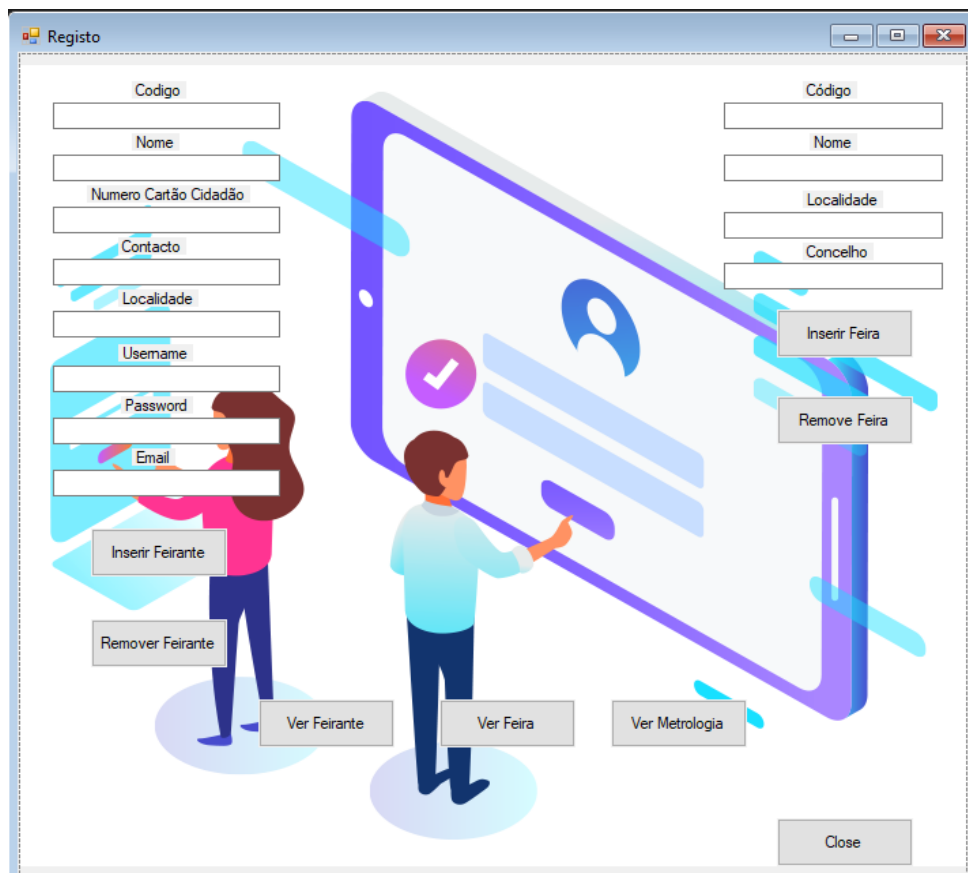 Registo
Codigo
Nome
Numero Cartão Cidadão
Contacto
Localidade
Username
Password
Email
Inserir Feirante
Remover Feirante
Código
Nome
Localidade
Concelho
Inserir Feira
Remove Feira
Ver Feirante
Ver Feira
Ver Metrologia
Close